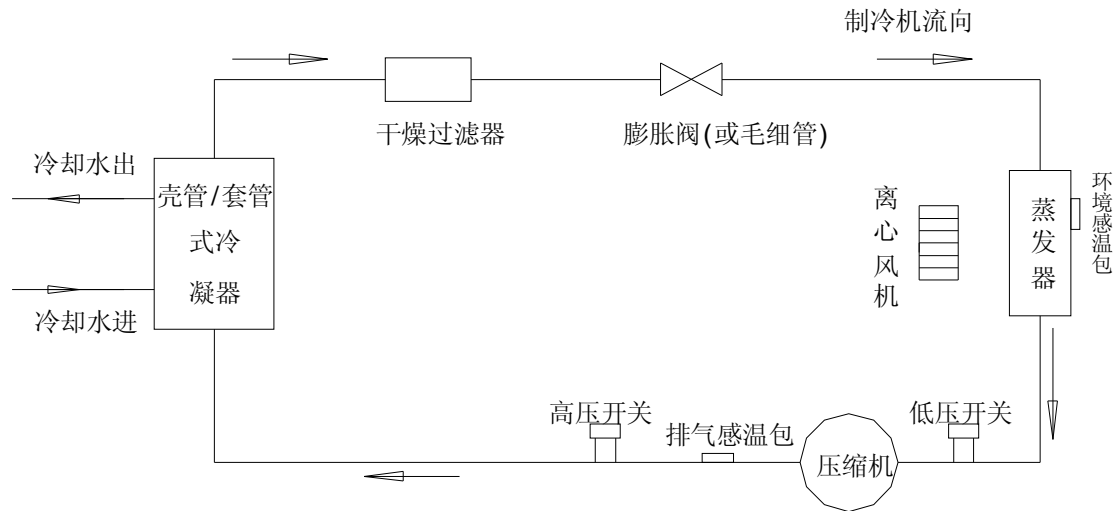 制冷机流向
干燥过滤器
膨胀阀(或毛细管)
冷却水出
壳管/套管
式冷
凝器
冷却水进
离心风机
蒸发器
环境感温包
高压开关
排气感温包
压缩机
低压开关